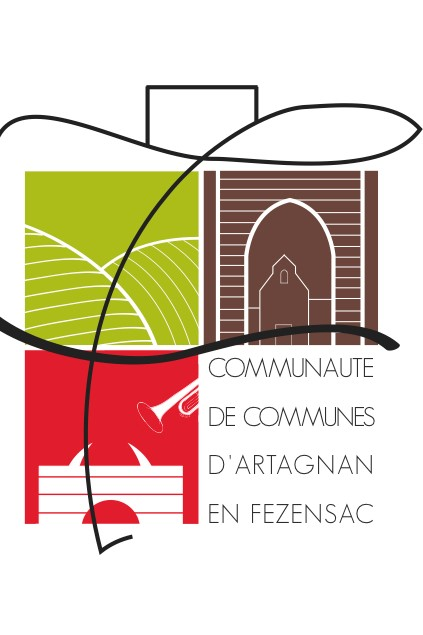 COMMUNAUTE
DE COMMUNES
D'ARTAGNAN
EN FEZENSAC